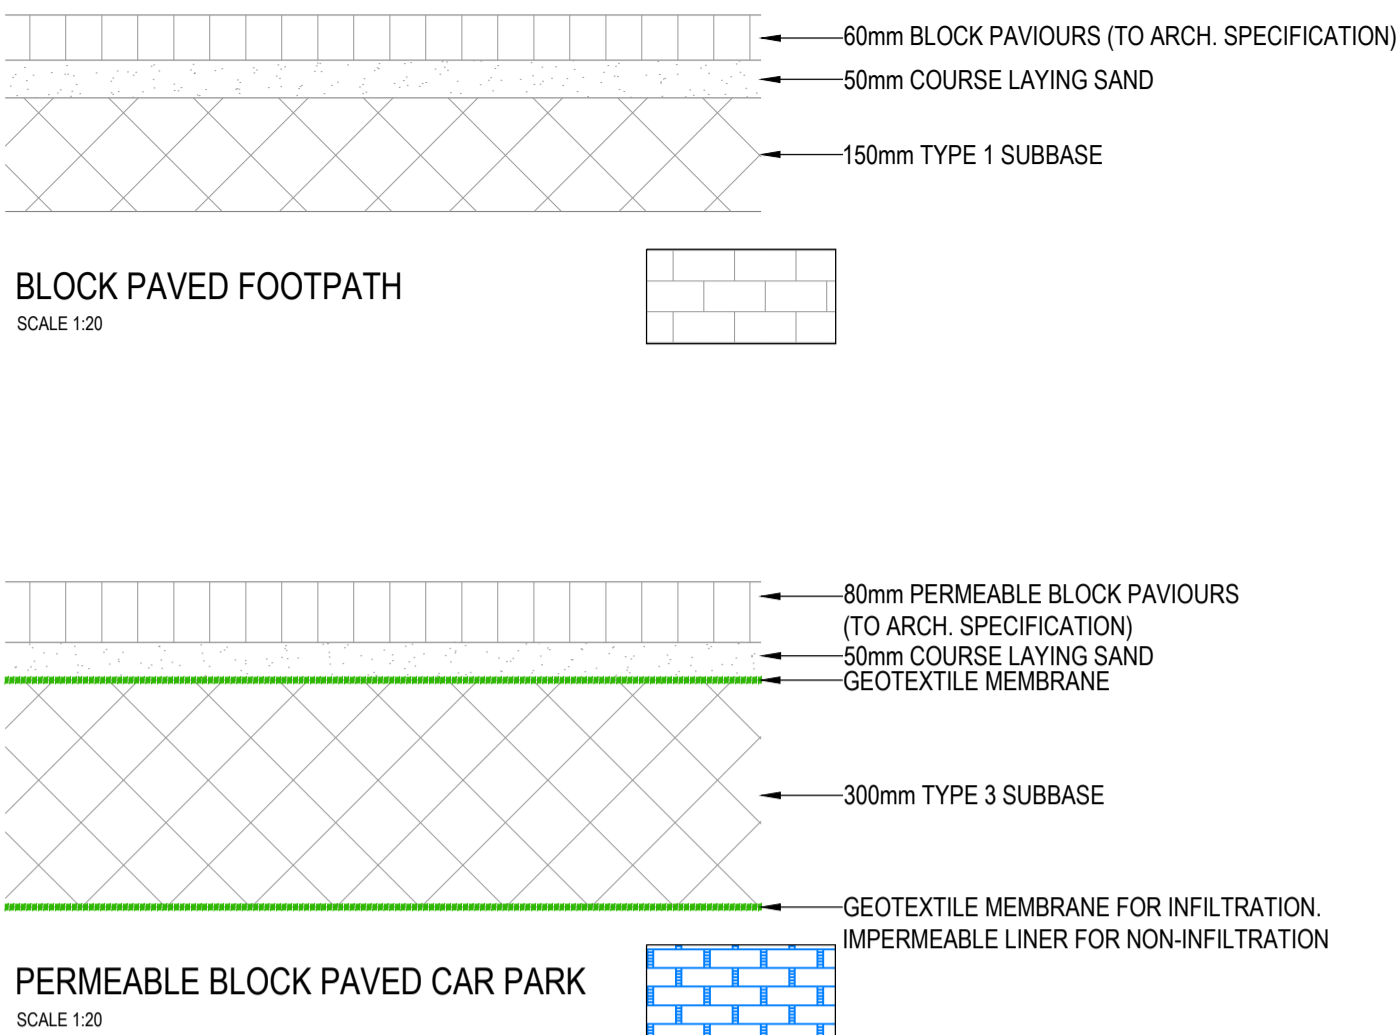 60mm BLOCK PAVIOURS (TO ARCH. SPECIFICATION)
50mm COURSE LAYING SAND
150mm TYPE 1 SUBBASE
BLOCK PAVED FOOTPATH
SCALE 1:20
80mm PERMEABLE BLOCK PAVIOURS
(TO ARCH. SPECIFICATION)
50mm COURSE LAYING SAND
GEOTEXTILE MEMBRANE
300mm TYPE 3 SUBBASE
GEOTEXTILE MEMBRANE FOR INFILTRATION.
IMPERMEABLE LINER FOR NON-INFILTRATION
PERMEABLE BLOCK PAVED CAR PARK
SCALE 1:20